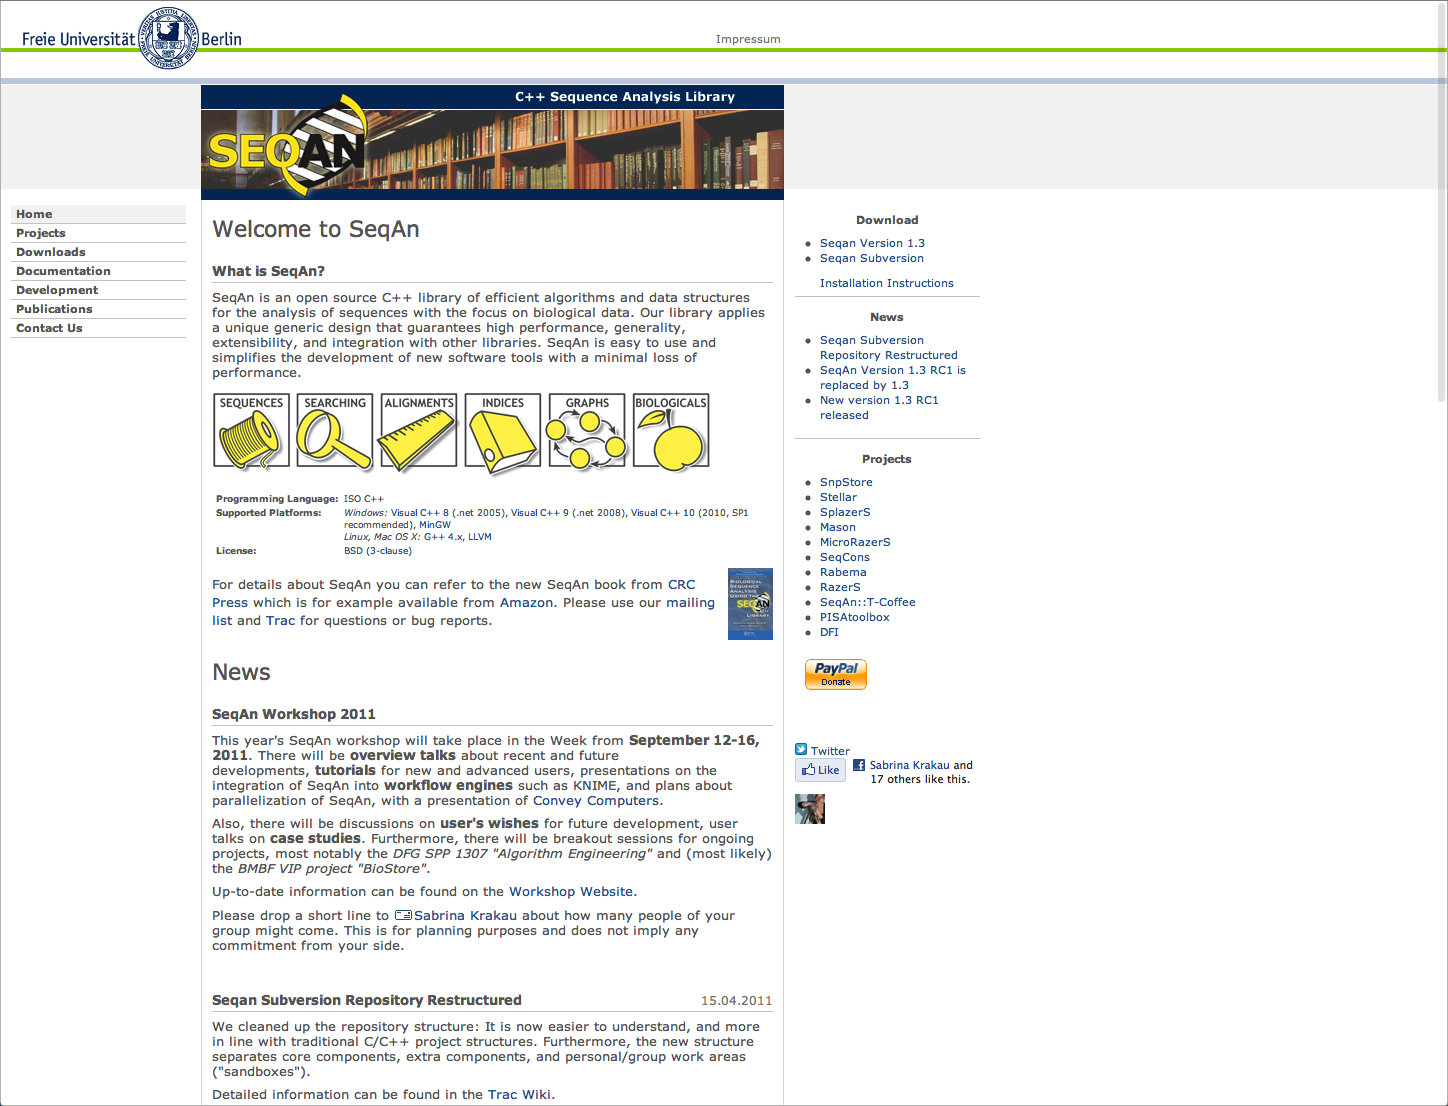 Freie Universität Berlin
Impressum
C++ Sequence Analysis Library
SEQAN
Home
Projects
Downloads
Documentation
Development
Publications
Contact Us
Welcome to SeqAn
What is SeqAn?
SeqAn is an open source C++ library of efficient algorithms and data structures
for the analysis of sequences with the focus on biological data. Our library applies
a unique generic design that guarantees high performance, generality,
extensibility, and integration with other libraries. SeqAn is easy to use and
simplifies the development of new software tools with a minimal loss of
performance.
SEQUENCES SEARCHING ALIGNMENTS INDICES GRAPHS BIOLOGICALS
Programming Language: ISO C++
Supported Platforms: Windows: Visual C++ 8 (.net 2005), Visual C++ 9 (.net 2008), Visual C++ 10 (2010, SP1
recommended), MinGW
Linux, Mac OS X: G++ 4.x, LLVM
License: BSD (3-clause)
For details about SeqAn you can refer to the new SeqAn book from CRC
Press which is for example available from Amazon. Please use our mailing
list and Trac for questions or bug reports.
BIOLOGICAL
SEQUENCE
ANALYSIS
USING THE
SEQAN
LIBRARY
News
SeqAn Workshop 2011
This year's SeqAn workshop will take place in the Week from September 12-16,
2011. There will be overview talks about recent and future
developments, tutorials for new and advanced users, presentations on the
integration of SeqAn into workflow engines such as KNIME, and plans about
parallelization of SeqAn, with a presentation of Convey Computers.
Also, there will be discussions on user's wishes for future development, user
talks on case studies. Furthermore, there will be breakout sessions for ongoing
projects, most notably the DFG SPP 1307 "Algorithm Engineering" and (most likely)
the BMBF VIP project "BioStore".
Up-to-date information can be found on the Workshop Website.
Please drop a short line to Sabrina Krakau about how many people of your
group might come. This is for planning purposes and does not imply any
commitment from your side.
Seqan Subversion Repository Restructured 15.04.2011
We cleaned up the repository structure: It is now easier to understand, and more
in line with traditional C/C++ project structures. Furthermore, the new structure
separates core components, extra components, and personal/group work areas
("sandboxes").
Detailed information can be found in the Trac Wiki.
Download
Seqan Version 1.3
Seqan Subversion
Installation Instructions
News
Seqan Subversion
Repository Restructured
SeqAn Version 1.3 RC1 is
replaced by 1.3
New version 1.3 RC1
released
Projects
SnpStore
Stellar
SplazerS
Mason
MicroRazerS
SeqCons
Rabema
RazerS
SeqAn::T-Coffee
PISAtoolbox
DFI
PayPal
Donate
Twitter
Like Sabrina Krakau and
17 others like this.